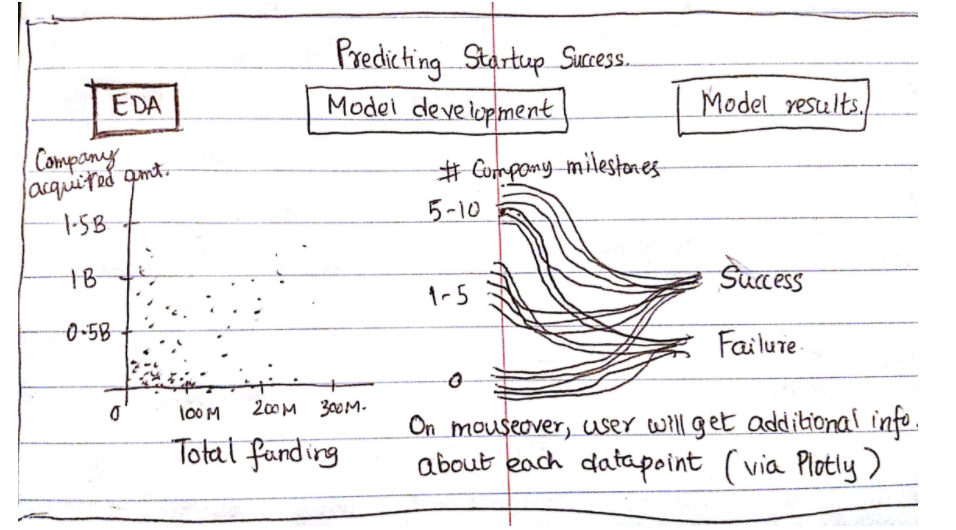 Predicting Startup Success.
EDA
Model development
Model results.
Company
acquired amt.
1.5B
1B
0.5B
0
100M
200M
300M.
Total funding
# Company milestones
5-10
1-5
0
Success
Failure.
On mouseover, user will get additional info.
about each datapoint (via Plotly)